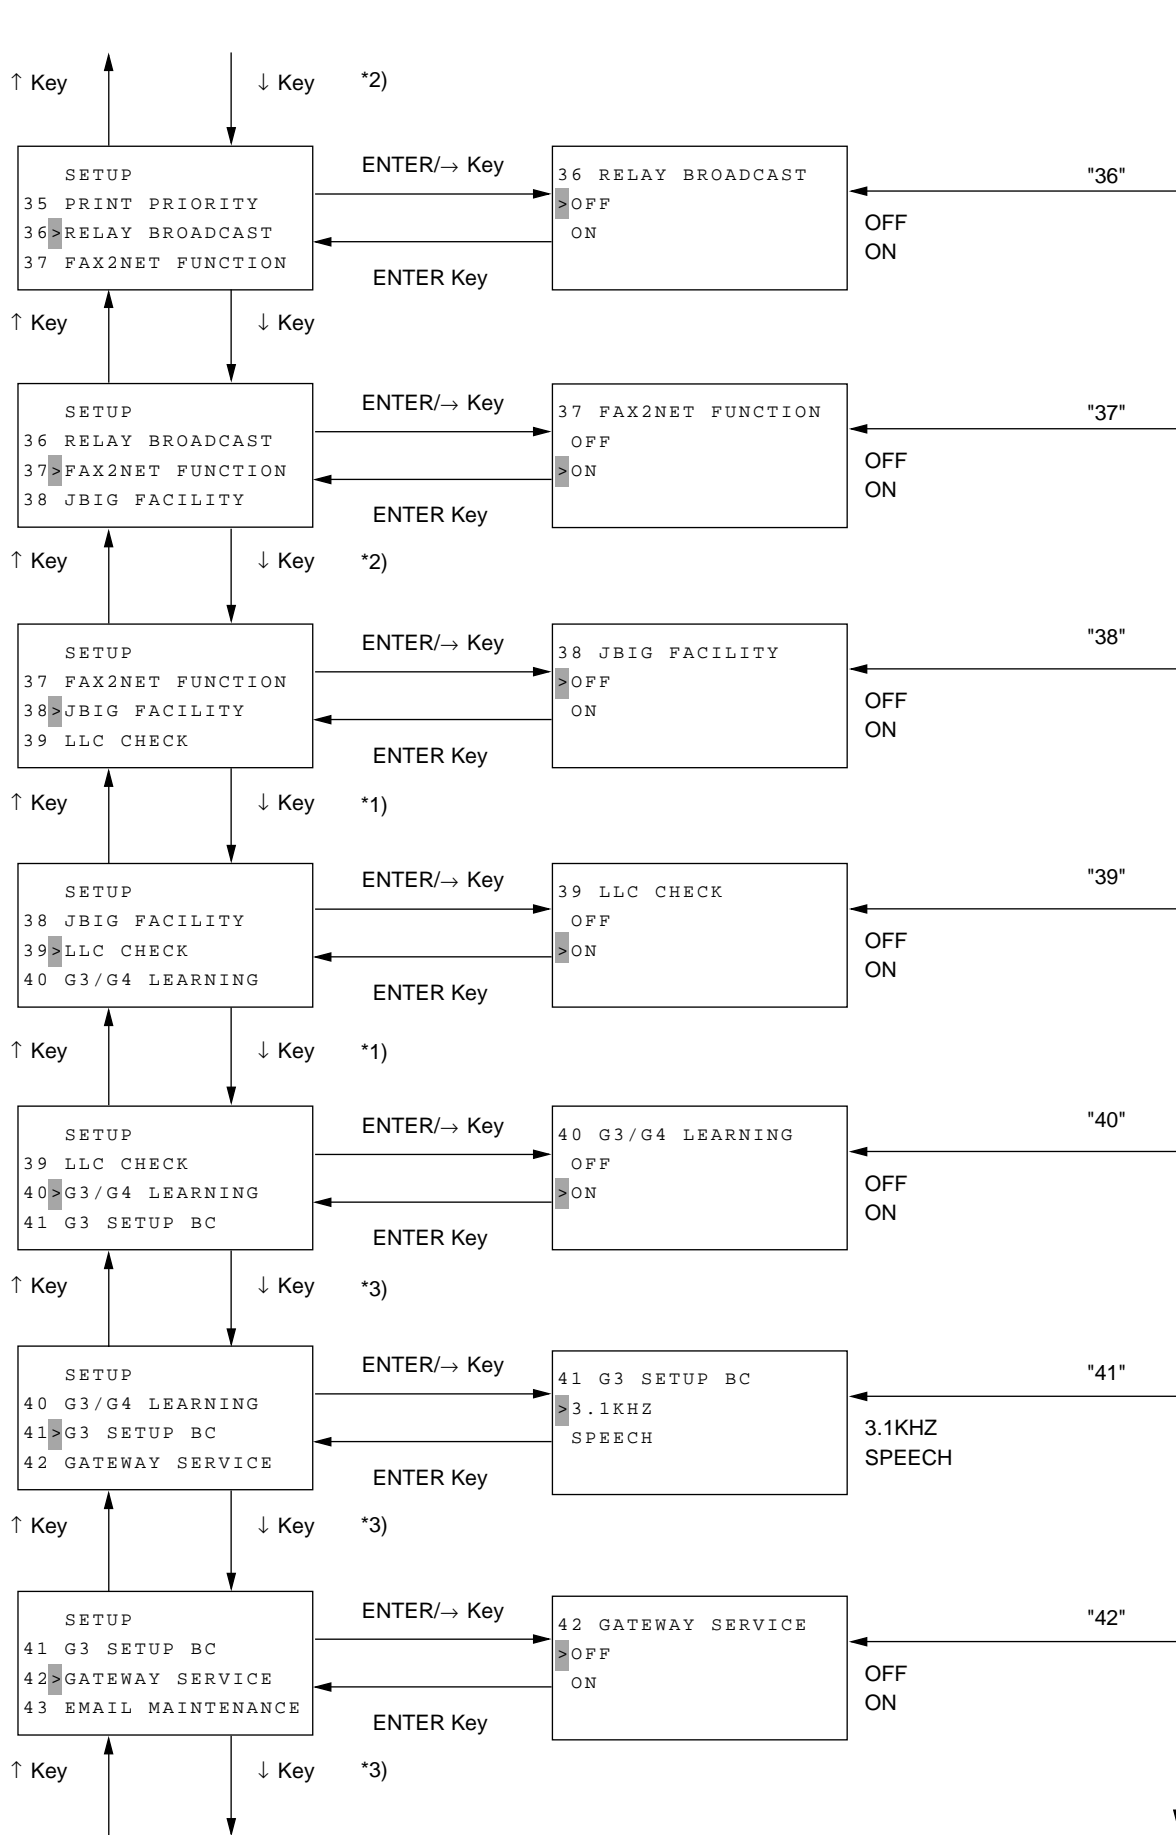 ↑ Key
↓ Key *2)
SETUP
35 PRINT PRIORITY
36>RELAY BROADCAST
37 FAX2NET FUNCTION
ENTER/→ Key
ENTER Key
36 RELAY BROADCAST
>OFF
ON
"36"
OFF
ON
↑ Key
↓ Key
SETUP
36 RELAY BROADCAST
37>FAX2NET FUNCTION
38 JBIG FACILITY
ENTER/→ Key
ENTER Key
37 FAX2NET FUNCTION
OFF
>ON
"37"
OFF
ON
↑ Key
↓ Key *2)
SETUP
37 FAX2NET FUNCTION
38>JBIG FACILITY
39 LLC CHECK
ENTER/→ Key
ENTER Key
38 JBIG FACILITY
>OFF
ON
"38"
OFF
ON
↑ Key
↓ Key *1)
SETUP
38 JBIG FACILITY
39>LLC CHECK
40 G3/G4 LEARNING
ENTER/→ Key
ENTER Key
39 LLC CHECK
OFF
>ON
"39"
OFF
ON
↑ Key
↓ Key *1)
SETUP
39 LLC CHECK
40>G3/G4 LEARNING
41 G3 SETUP BC
ENTER/→ Key
ENTER Key
40 G3/G4 LEARNING
OFF
>ON
"40"
OFF
ON
↑ Key
↓ Key *3)
SETUP
40 G3/G4 LEARNING
41>G3 SETUP BC
42 GATEWAY SERVICE
ENTER/→ Key
ENTER Key
41 G3 SETUP BC
>3.1KHZ
SPEECH
"41"
3.1KHZ
SPEECH
↑ Key
↓ Key *3)
SETUP
41 G3 SETUP BC
42>GATEWAY SERVICE
43 EMAIL MAINTENANCE
ENTER/→ Key
ENTER Key
42 GATEWAY SERVICE
>OFF
ON
"42"
OFF
ON
↑ Key
↓ Key *3)